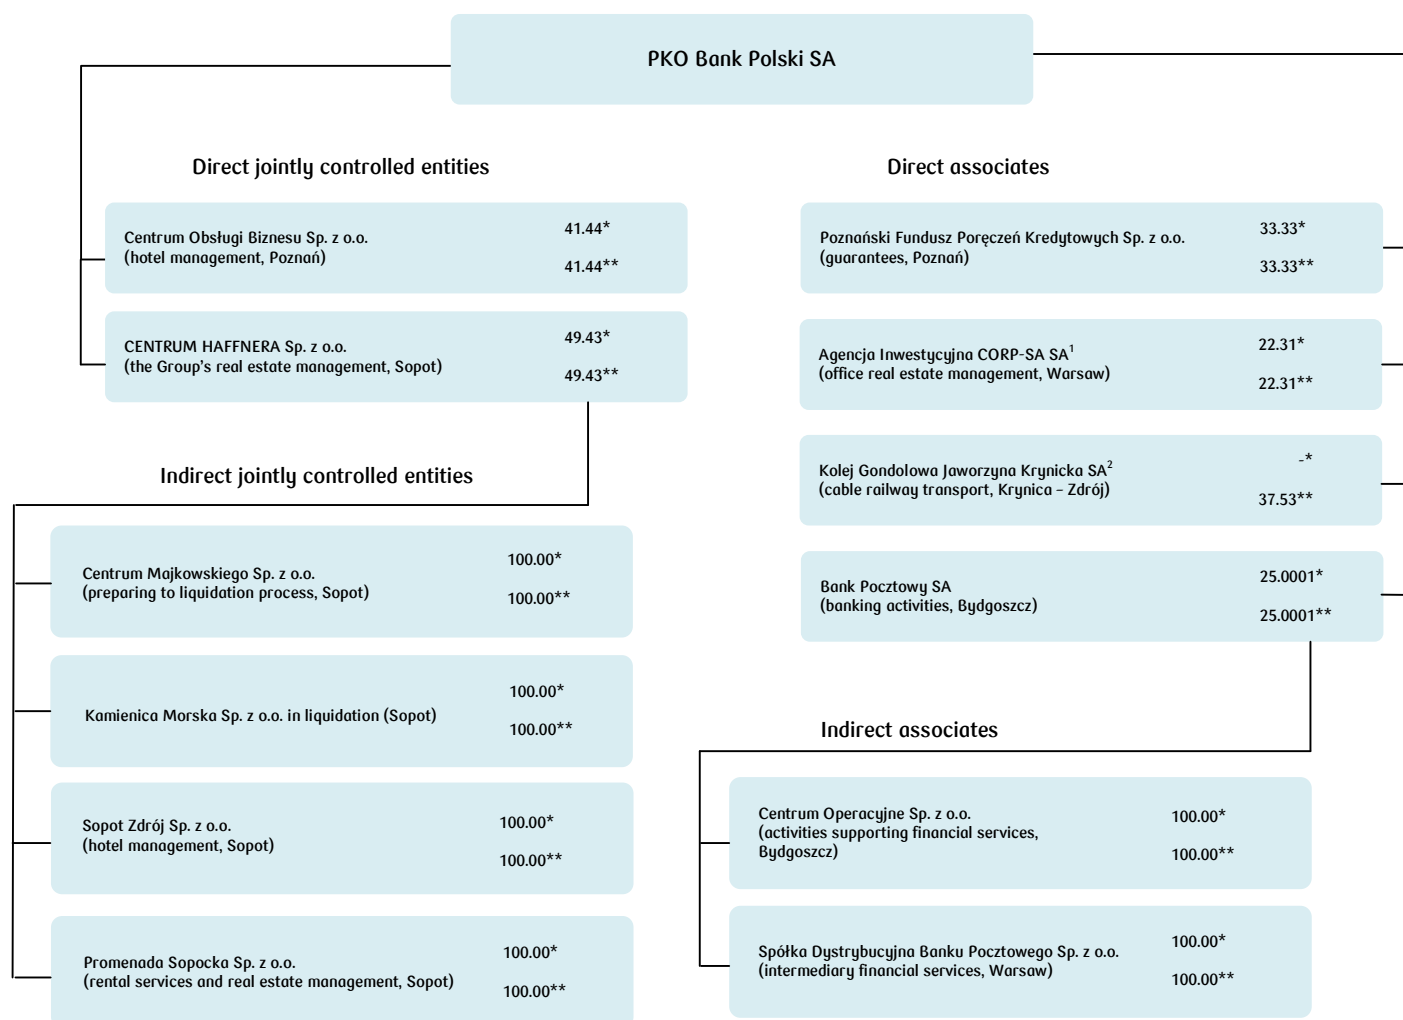 PKO Bank Polski SA
Direct jointly controlled entities
Centrum Obsługi Biznesu Sp. z o.o.
(hotel management, Poznań)
41.44*
41.44**
CENTRUM HAFFNERA Sp. z o.o.
(the Group's real estate management, Sopot)
49.43*
49.43**
Indirect jointly controlled entities
Centrum Majkowskiego Sp. z o.o.
(preparing to liquidation process, Sopot)
100.00*
100.00**
Kamienica Morska Sp. z o.o. in liquidation (Sopot)
100.00*
100.00**
Sopot Zdrój Sp. z o.o.
(hotel management, Sopot)
100.00*
100.00**
Promenada Sopocka Sp. z o.o.
(rental services and real estate management, Sopot)
100.00*
100.00**
Direct associates
Poznański Fundusz Poręczeń Kredytowych Sp. z o.o.
(guarantees, Poznań)
33.33*
33.33**
Agencja Inwestycyjna CORP-SA SA¹
(office real estate management, Warsaw)
22.31*
22.31**
Kolej Gondolowa Jaworzyna Krynicka SA²
(cable railway transport, Krynica – Zdrój)
-*
37.53**
Bank Pocztowy SA
(banking activities, Bydgoszcz)
25.0001*
25.0001**
Indirect associates
Centrum Operacyjne Sp. z o.o.
(activities supporting financial services,
Bydgoszcz)
100.00*
100.00**
Spółka Dystrybucyjna Banku Pocztowego Sp. z o.o.
(intermediary financial services, Warsaw)
100.00*
100.00**